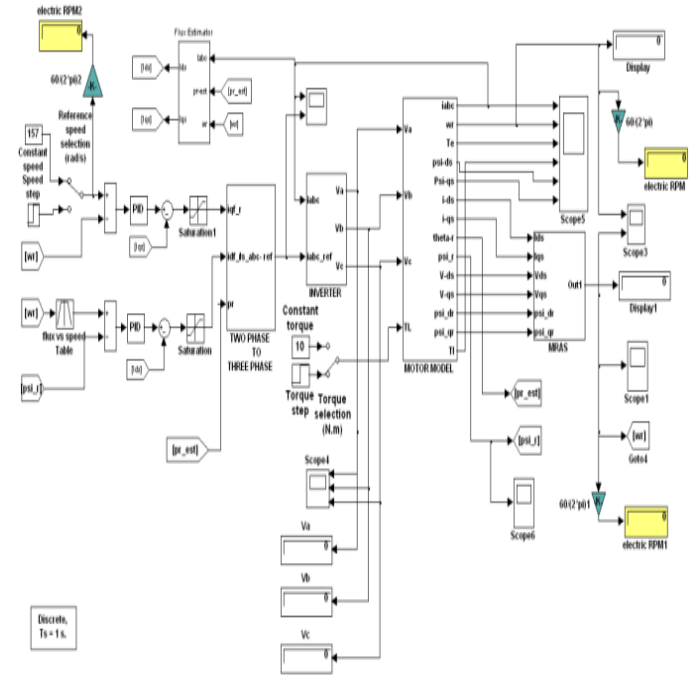 electric RPM2
0
60/(2*pi)2
-K-
Reference
speed
selection
(rad/s)
157
Constant
speed
Speed
step
[wr]
[wr]
flux vs speed
Table
[psi_r]
PID
PID
Saturation1
Saturation
Flux Estimator
Iabc
pr-est
wr
[pr_est]
[wr]
iqf_r
idf_ils_abc-ref
pr
TWO PHASE
TO
THREE PHASE
[pr_est]
iabc
iabc_ref
Va
Vb
Vc
INVERTER
Constant
torque
10
Torque
step
Torque
selection
(N.m)
Va
Vb
Vc
TL
iabc
wr
Te
psi-ds
Psi-qs
i-ds
i-qs
theta-r
psi_r
V-ds
V-qs
psi_dr
psi_qr
Tl
MOTOR MODEL
Scope5
Ids
Iqs
Vds
Vqs
psi_dr
psi_qr
Out1
MRAS
0
Display
60/(2*pi)
0
electric RPM
Scope3
0
Display1
Scope1
[wr]
Goto4
60/(2*pi)1
0
electric RPM1
[pr_est]
[psi_r]
Scope6
Scope4
Va
0
Vb
0
Vc
0
Discrete,
Ts = 1 s.